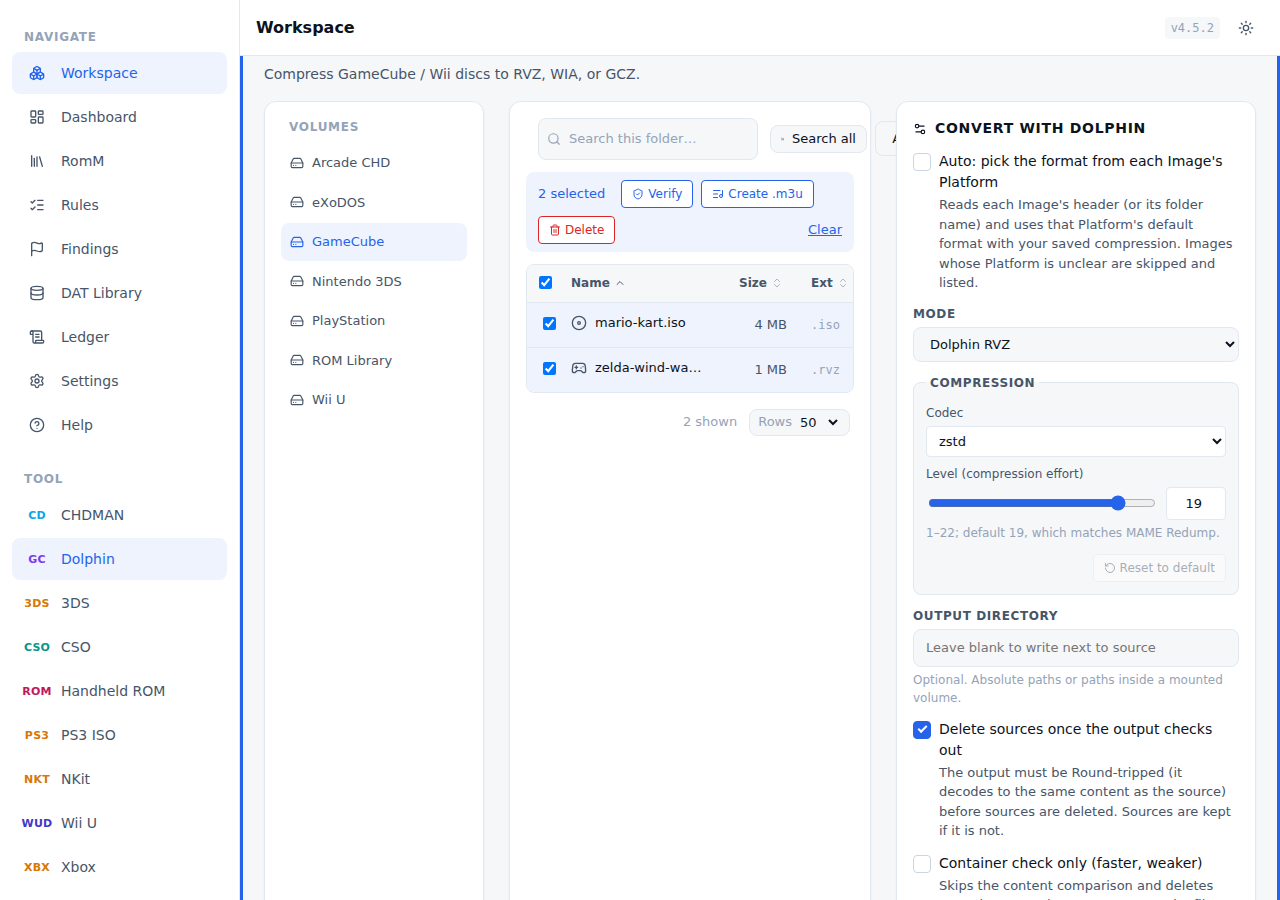 NAVIGATE
Workspace
Dashboard
RomM
Rules
Findings
DAT Library
Ledger
Settings
Help
TOOL
CD CHDMAN
GC Dolphin
3DS 3DS
CSO CSO
ROM Handheld ROM
PS3 PS3 ISO
NKT NKit
WUD Wii U
XBX Xbox
Workspace
v4.5.2
Compress GameCube / Wii discs to RVZ, WIA, or GCZ.
VOLUMES
Arcade CHD
eXoDOS
GameCube
Nintendo 3DS
PlayStation
ROM Library
Wii U
Search this folder…
Search all
2 selected
Verify
Create .m3u
Delete
Clear
Name Size Ext
mario-kart.iso 4 MB .iso
zelda-wind-wa… 1 MB .rvz
2 shown Rows 50
CONVERT WITH DOLPHIN
Auto: pick the format from each Image's
Platform
Reads each Image's header (or its folder
name) and uses that Platform's default
format with your saved compression. Images
whose Platform is unclear are skipped and
listed.
MODE
Dolphin RVZ
COMPRESSION
Codec
zstd
Level (compression effort)
19
1–22; default 19, which matches MAME Redump.
Reset to default
OUTPUT DIRECTORY
Leave blank to write next to source
Optional. Absolute paths or paths inside a mounted
volume.
Delete sources once the output checks
out
The output must be Round-tripped (it
decodes to the same content as the source)
before sources are deleted. Sources are kept
if it is not.
Container check only (faster, weaker)
Skips the content comparison and deletes